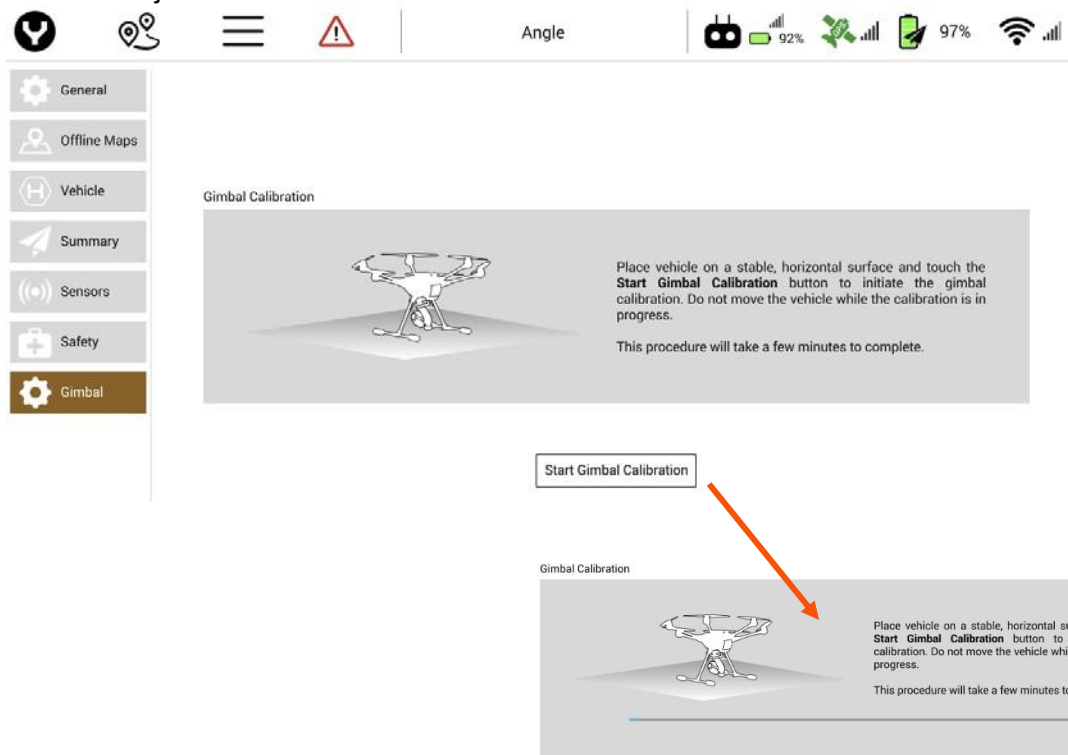 Angle
92%
97%
General
Offline Maps
Vehicle
Summary
Sensors
Safety
Gimbal
Gimbal Calibration
Place vehicle on a stable, horizontal surface and touch the
Start Gimbal Calibration button to initiate the gimbal
calibration. Do not move the vehicle while the calibration is in
progress.
This procedure will take a few minutes to complete.
Start Gimbal Calibration
Gimbal Calibration
Place vehicle on a stable, horizontal
Start Gimbal Calibration button to
calibration. Do not move the vehicle
progress.
This procedure will take a few minutes